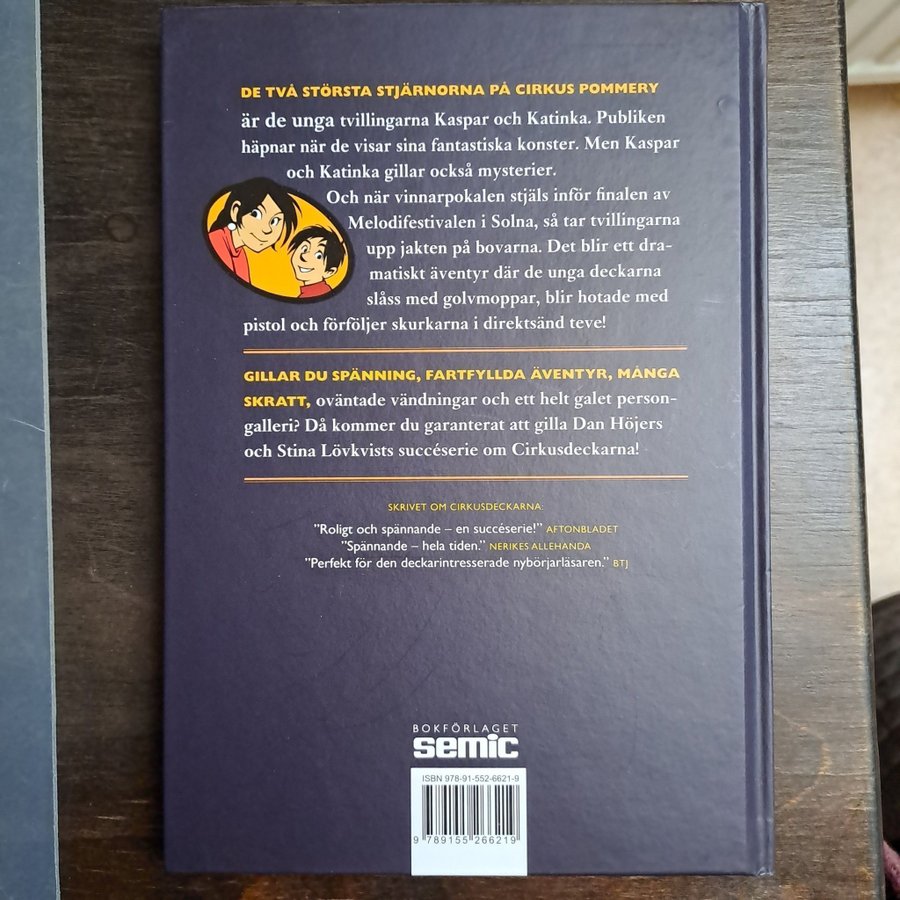 DE TVÅ STÖRSTA STJÄRNORNA PÅ CIRKUS POMMERY
är de unga tvillingarna Kaspar och Katinka. Publiken
häpnar när de visar sina fantastiska konster. Men Kaspar
och Katinka gillar också mysterier.
Och när vinnarpokalen stjäls inför finalen av
Melodifestivalen i Solna, så tar tvillingarna
upp jakten på bovarna. Det blir ett dra-
matiskt äventyr där de unga deckarna
slåss med golvmoppar, blir hotade med
pistol och förföljer skurkarna i direktsänd teve!
GILLAR DU SPÄNNING, FARTFYLLDA ÄVENTYR, MÅNGA
SKRATT, oväntade vändningar och ett helt galet person-
galleri? Då kommer du garanterat att gilla Dan Höjers
och Stina Lövkvists succéserie om Cirkusdeckarna!
SKRIVET OM CIRKUSDECKARNA:
”Roligt och spännande – en succéserie!” AFTONBLADET
”Spännande – hela tiden.” NERIKES ALLEHANDA
”Perfekt för den deckarintresserade nybörjarläsaren.” BTJ
BOKFÖRLAGET
semic
ISBN 978-91-552-6621-9
9 789155 266219